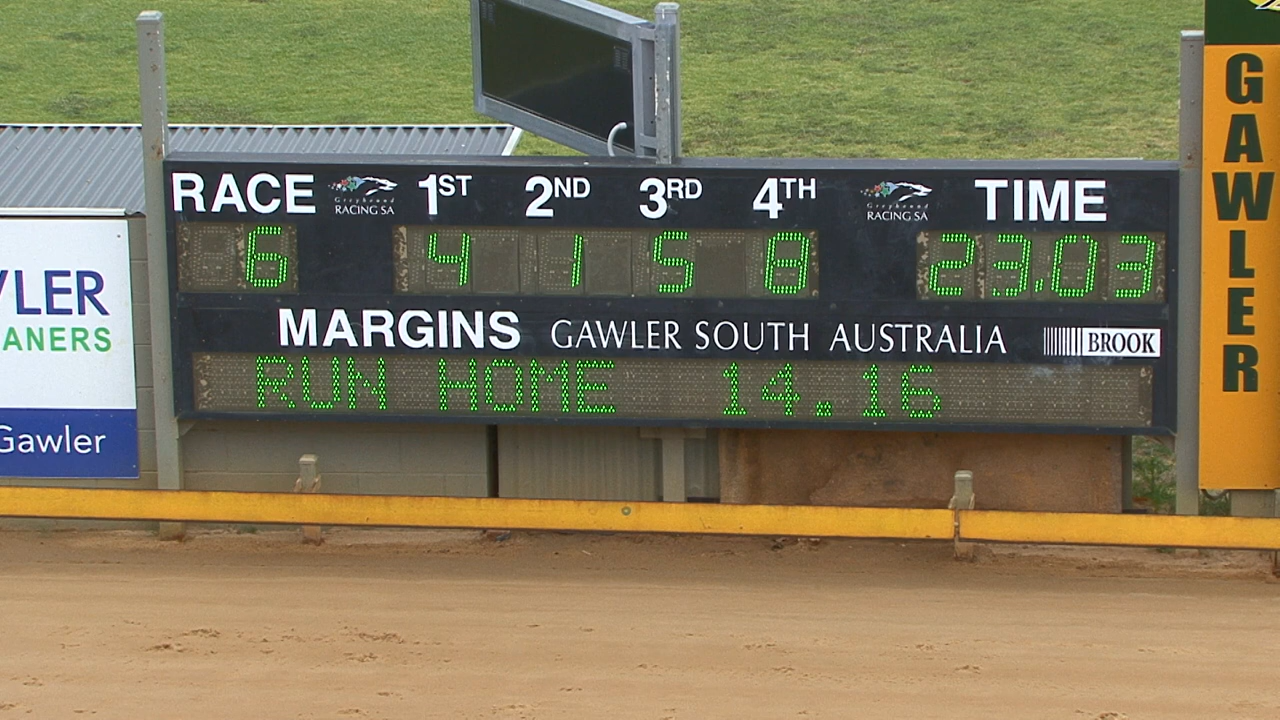 RACE 1ST 2ND 3RD 4TH TIME
Greyhound RACING SA
Greyhound RACING SA
6 4 1 5 8 23.03
MARGINS GAWLER SOUTH AUSTRALIA BROOK
RUN HOME 14.16
GAWLER
LER
ANERS
Gawler